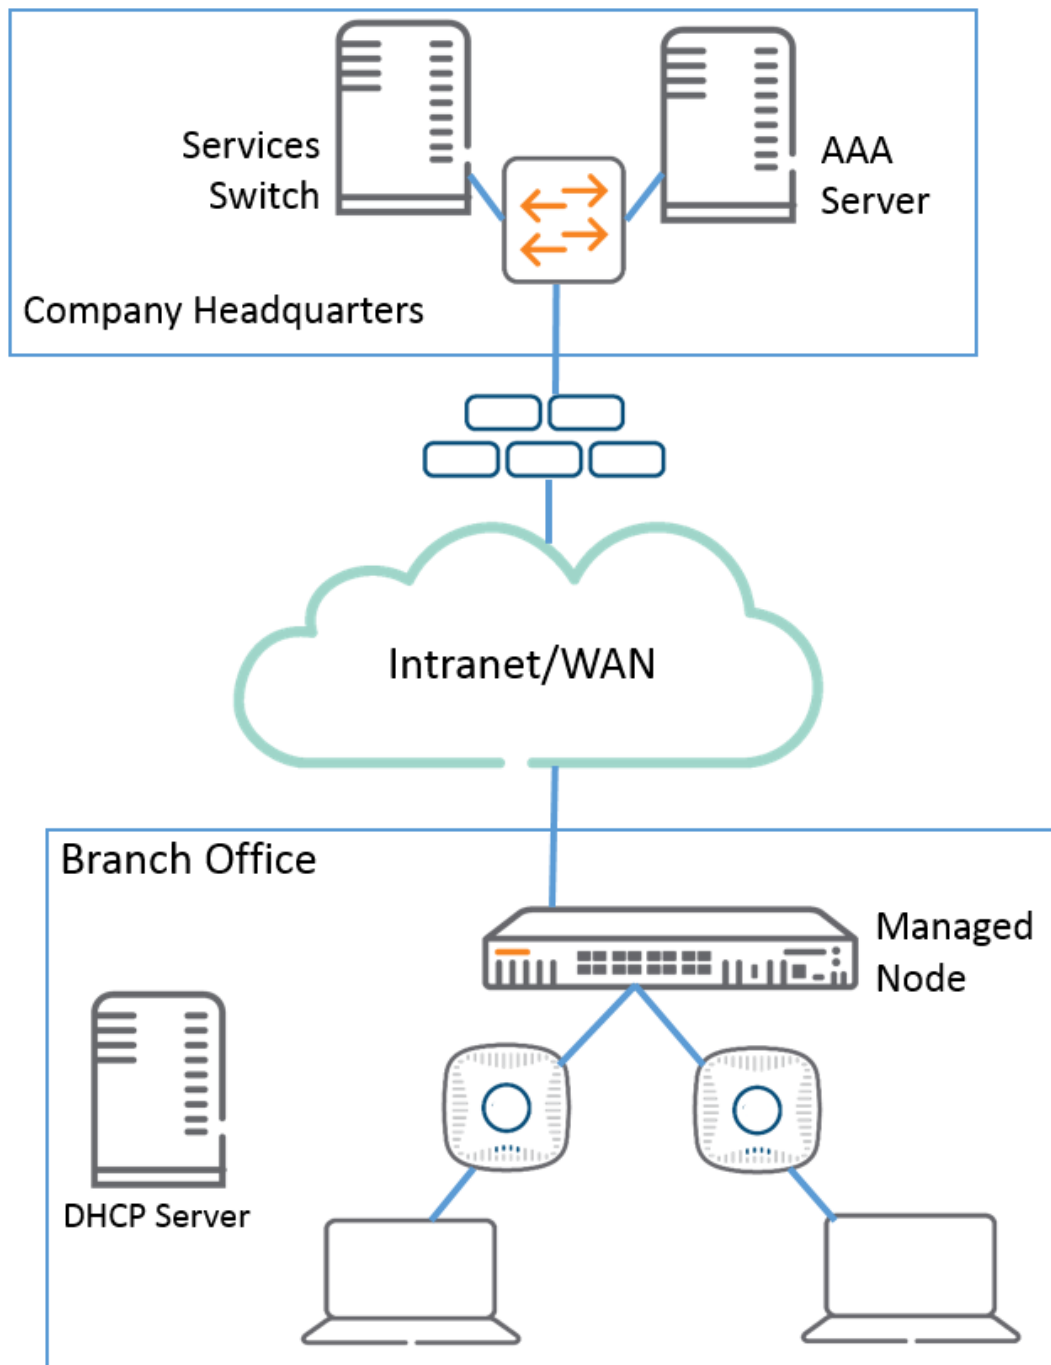 Services
Switch
AAA
Server
Company Headquarters
Intranet/WAN
Branch Office
Managed
Node
DHCP Server